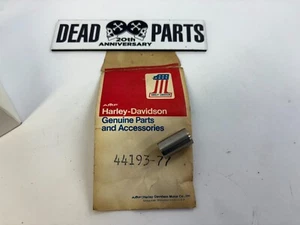 DEAD PARTS
20th
ANNIVERSARY
AMF
Harley-Davidson
Genuine Parts
and Accessories
44193-77